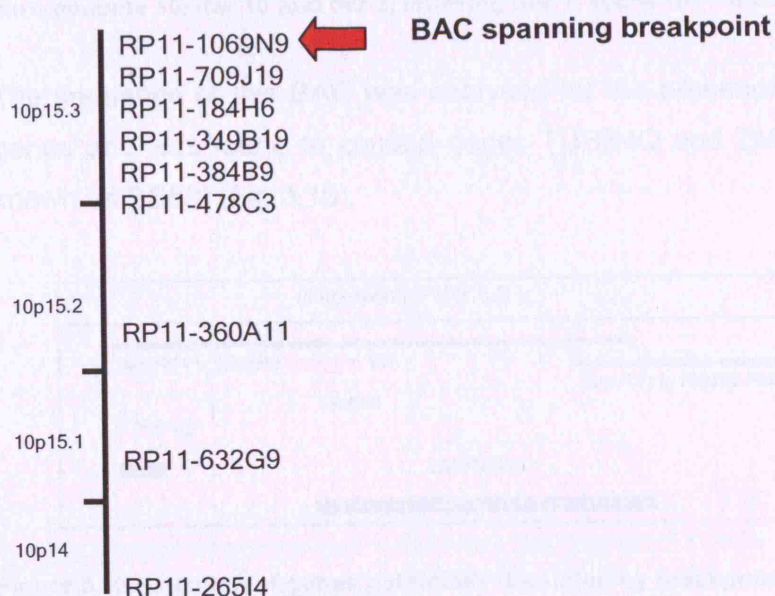 RP11-1069N9 BAC spanning breakpoint
RP11-709J19
10p15.3 RP11-184H6
RP11-349B19
RP11-384B9
RP11-478C3
10p15.2
RP11-360A11
10p15.1
RP11-632G9
10p14
RP11-265I4